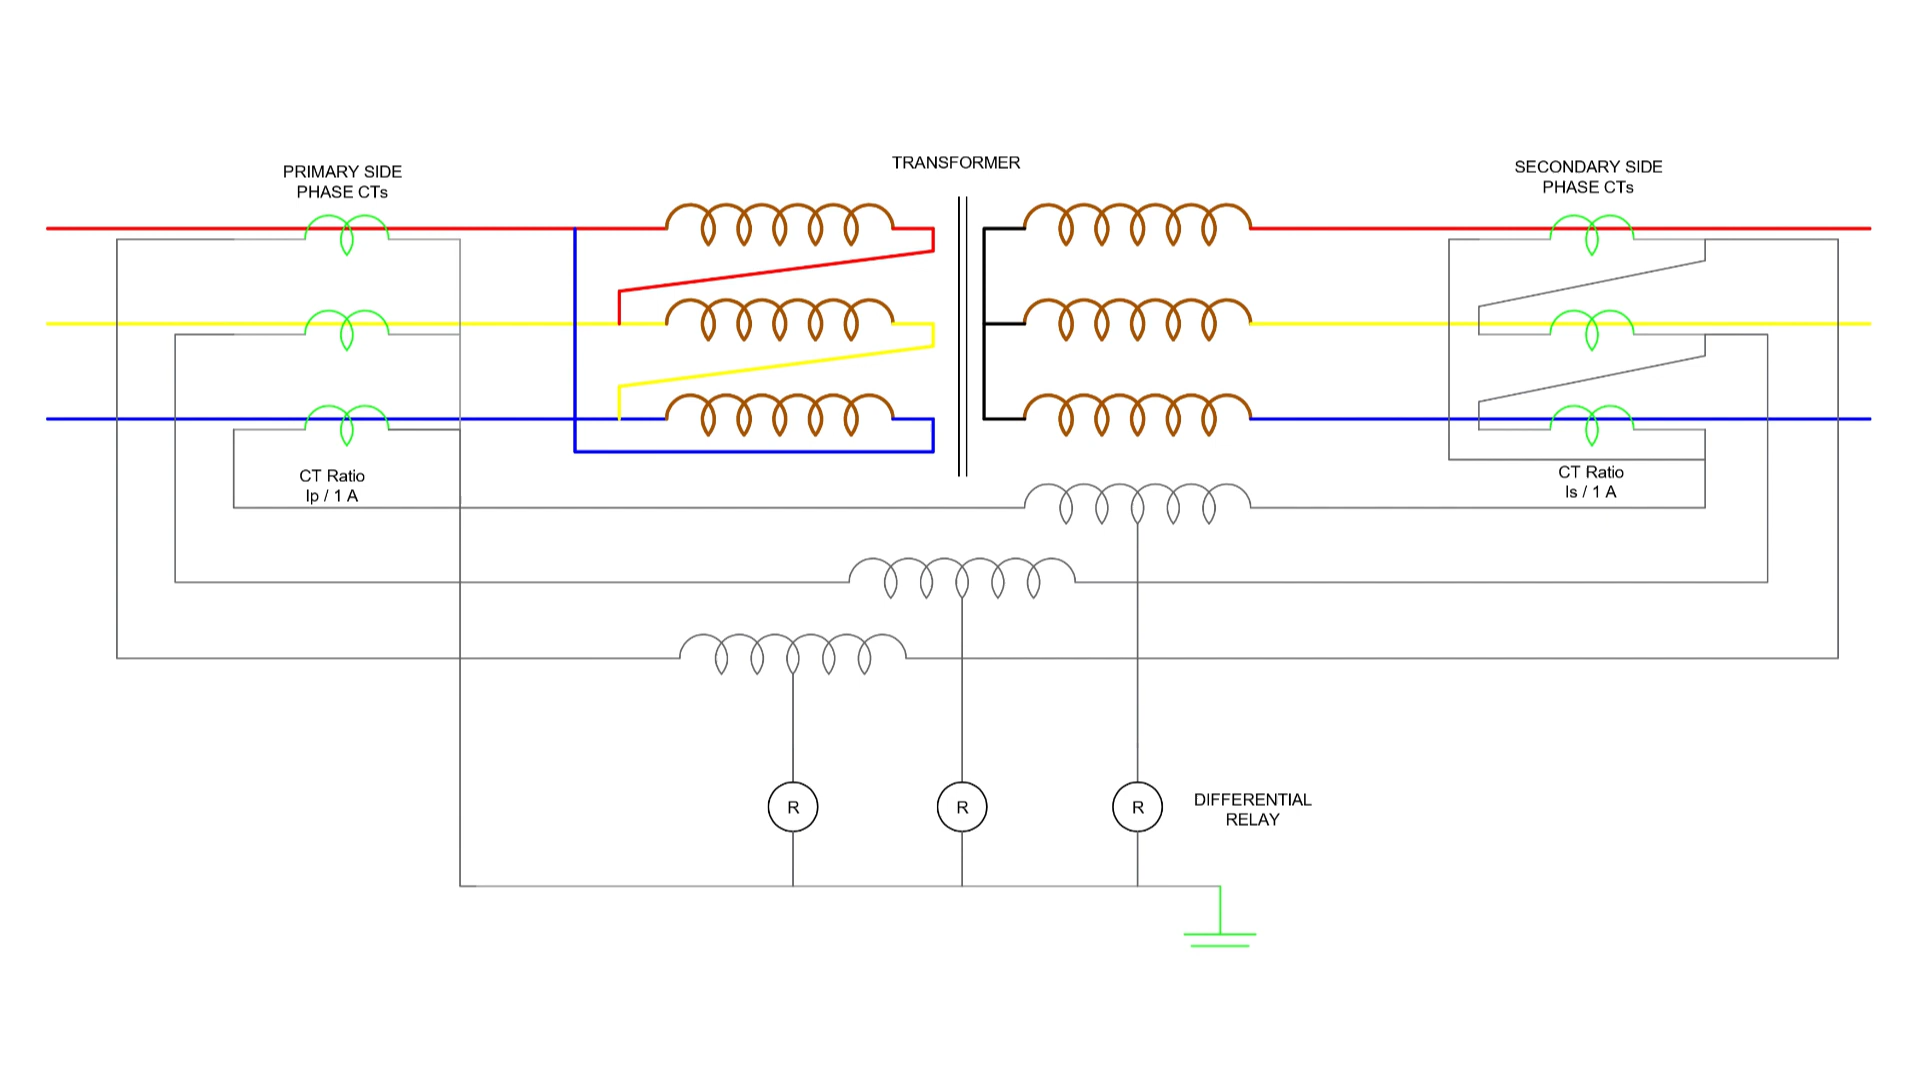 TRANSFORMER
PRIMARY SIDE
PHASE CTs
SECONDARY SIDE
PHASE CTs
CT Ratio
Ip / 1 A
CT Ratio
Is / 1 A
R
R
R
DIFFERENTIAL
RELAY